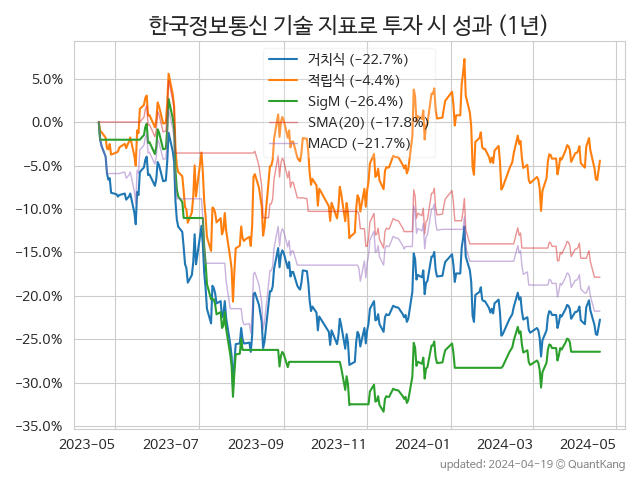 한국정보통신 기술 지표로 투자 시 성과 (1년)
거치식 (−22.7%)
적립식 (−4.4%)
SigM (−26.4%)
SMA(20) (−17.8%)
MACD (−21.7%)
5.0%
0.0%
−5.0%
−10.0%
−15.0%
−20.0%
−25.0%
−30.0%
−35.0%
2023-05 2023-07 2023-09 2023-11 2024-01 2024-03 2024-05
updated: 2024-04-19 © QuantKang